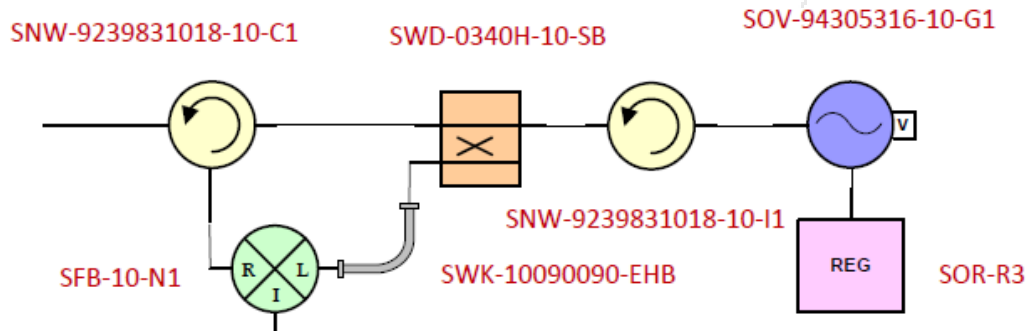 SOV-94305316-10-G1
SNW-9239831018-10-C1
SWD-0340H-10-SB
V
SNW-9239831018-10-I1
REG
SFB-10-N1
R
L
I
SWK-10090090-EHB
SOR-R3